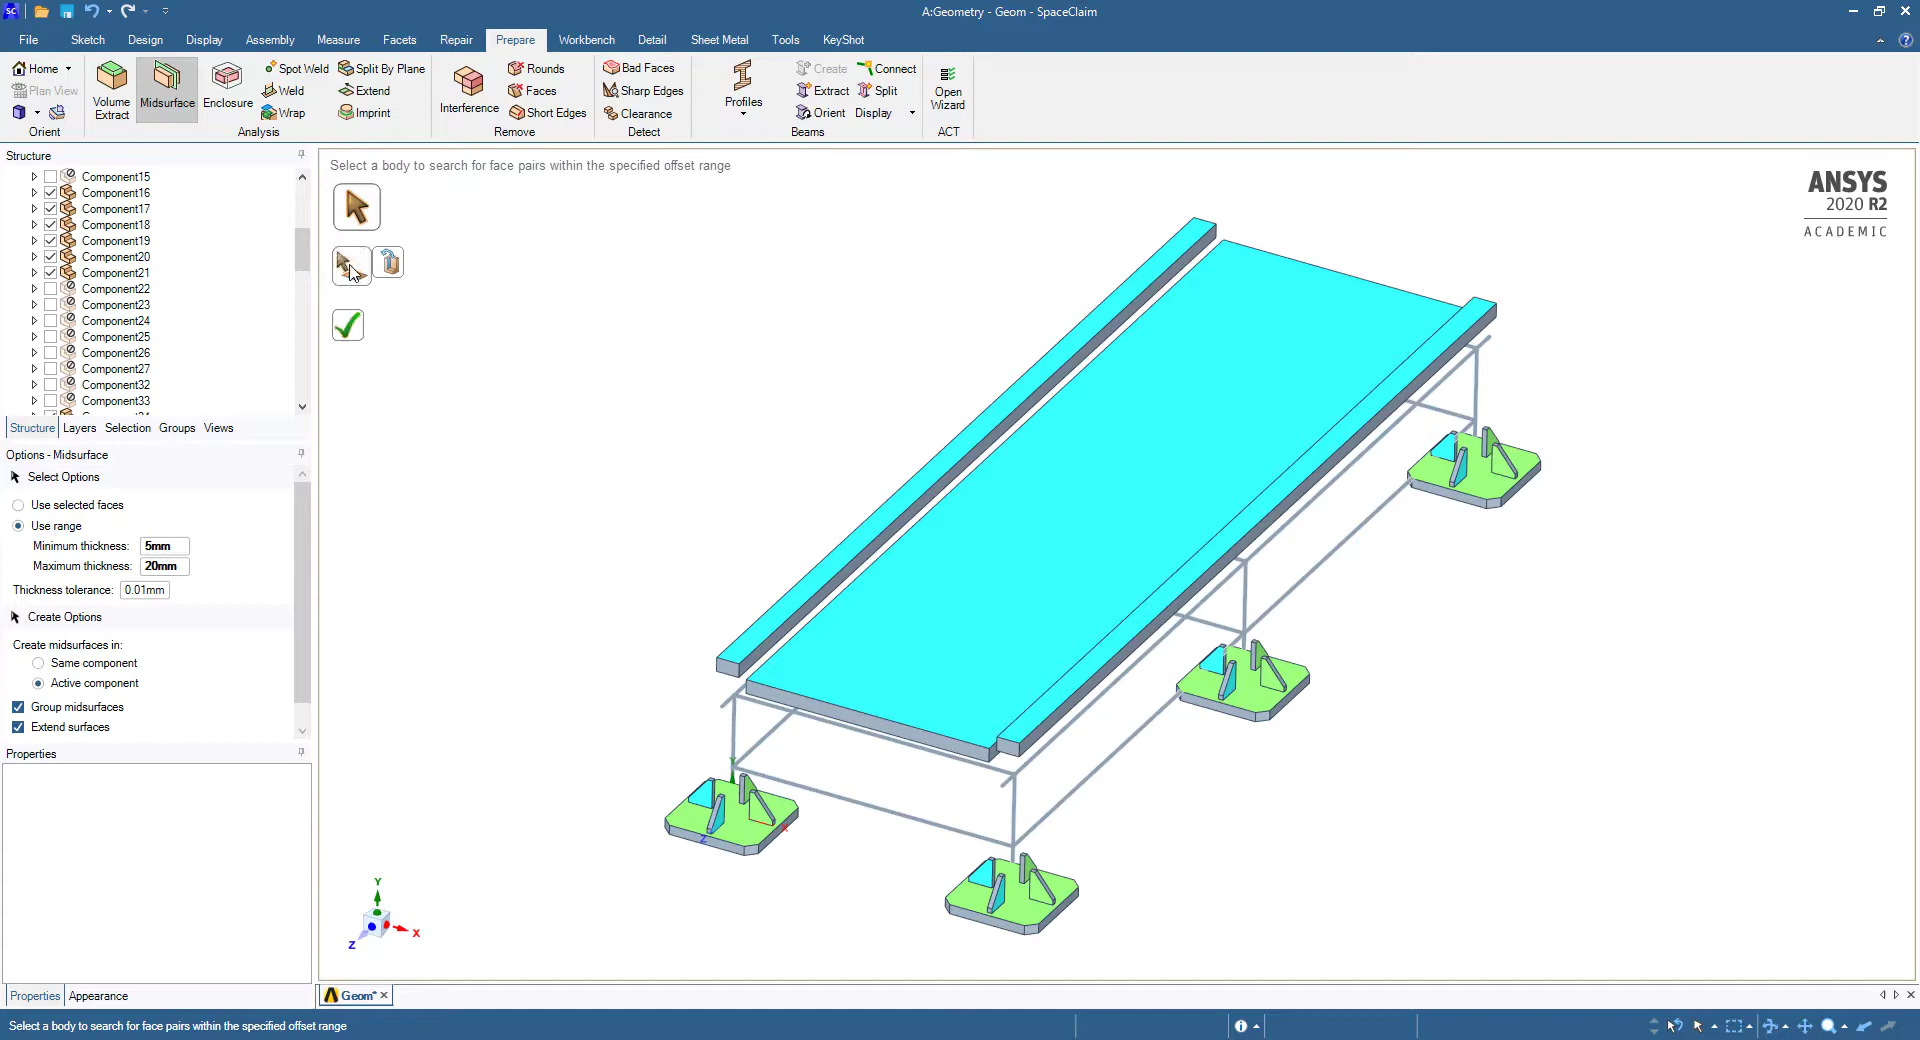 SC
A:Geometry - Geom - SpaceClaim
File Sketch Design Display Assembly Measure Facets Repair Prepare Workbench Detail Sheet Metal Tools KeyShot
Home
Plan View
Orient
Volume Extract
Midsurface
Enclosure
Spot Weld
Weld
Wrap
Split By Plane
Extend
Imprint
Analysis
Interference
Rounds
Faces
Short Edges
Remove
Bad Faces
Sharp Edges
Clearance
Detect
Profiles
Create
Extract
Orient
Connect
Split
Display
Beams
Open Wizard
ACT
Structure
Component15
Component16
Component17
Component18
Component19
Component20
Component21
Component22
Component23
Component24
Component25
Component26
Component27
Component32
Component33
Structure Layers Selection Groups Views
Options - Midsurface
Select Options
Use selected faces
Use range
Minimum thickness: 5mm
Maximum thickness: 20mm
Thickness tolerance: 0.01mm
Create Options
Create midsurfaces in:
Same component
Active component
Group midsurfaces
Extend surfaces
Properties
Properties Appearance
Select a body to search for face pairs within the specified offset range
ANSYS
2020 R2
ACADEMIC
Y
X
Z
Y
X
Z
Geom*
Select a body to search for face pairs within the specified offset range